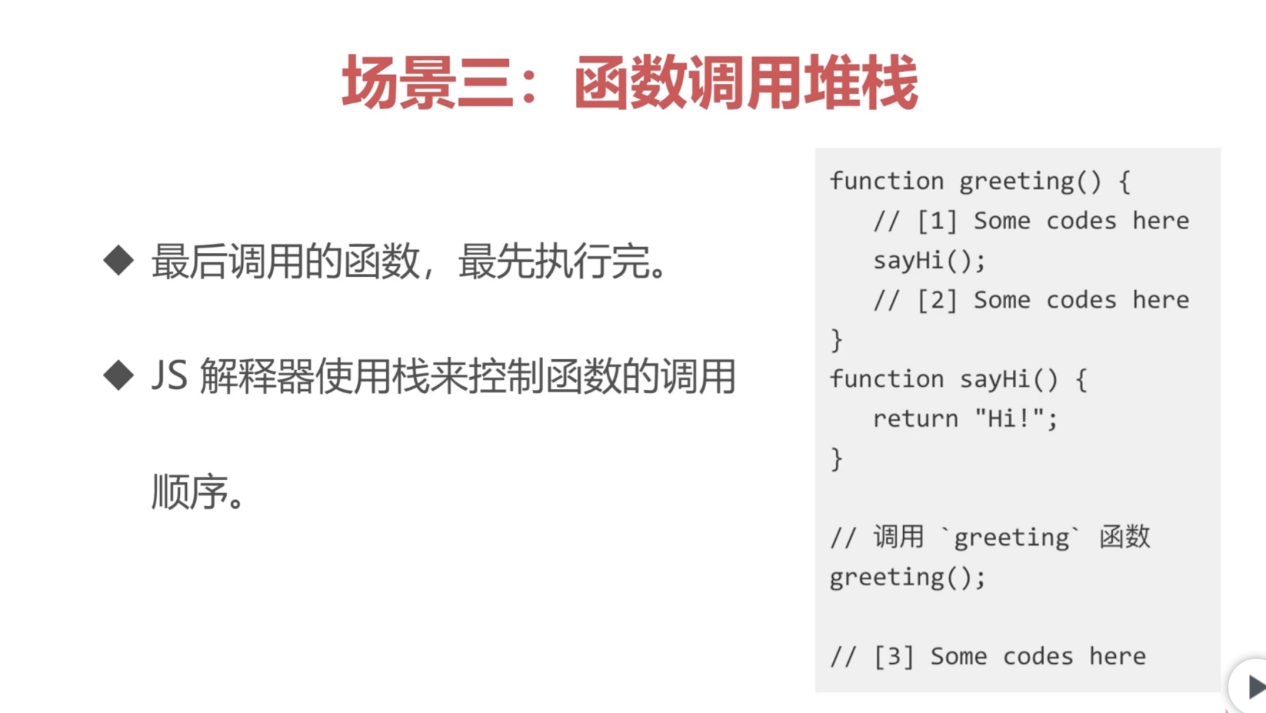 场景三：函数调用堆栈
◆ 最后调用的函数，最先执行完。
◆ JS 解释器使用栈来控制函数的调用
顺序。
function greeting() {
   // [1] Some codes here
   sayHi();
   // [2] Some codes here
}
function sayHi() {
   return "Hi!";
}
// 调用 `greeting` 函数
greeting();
// [3] Some codes here